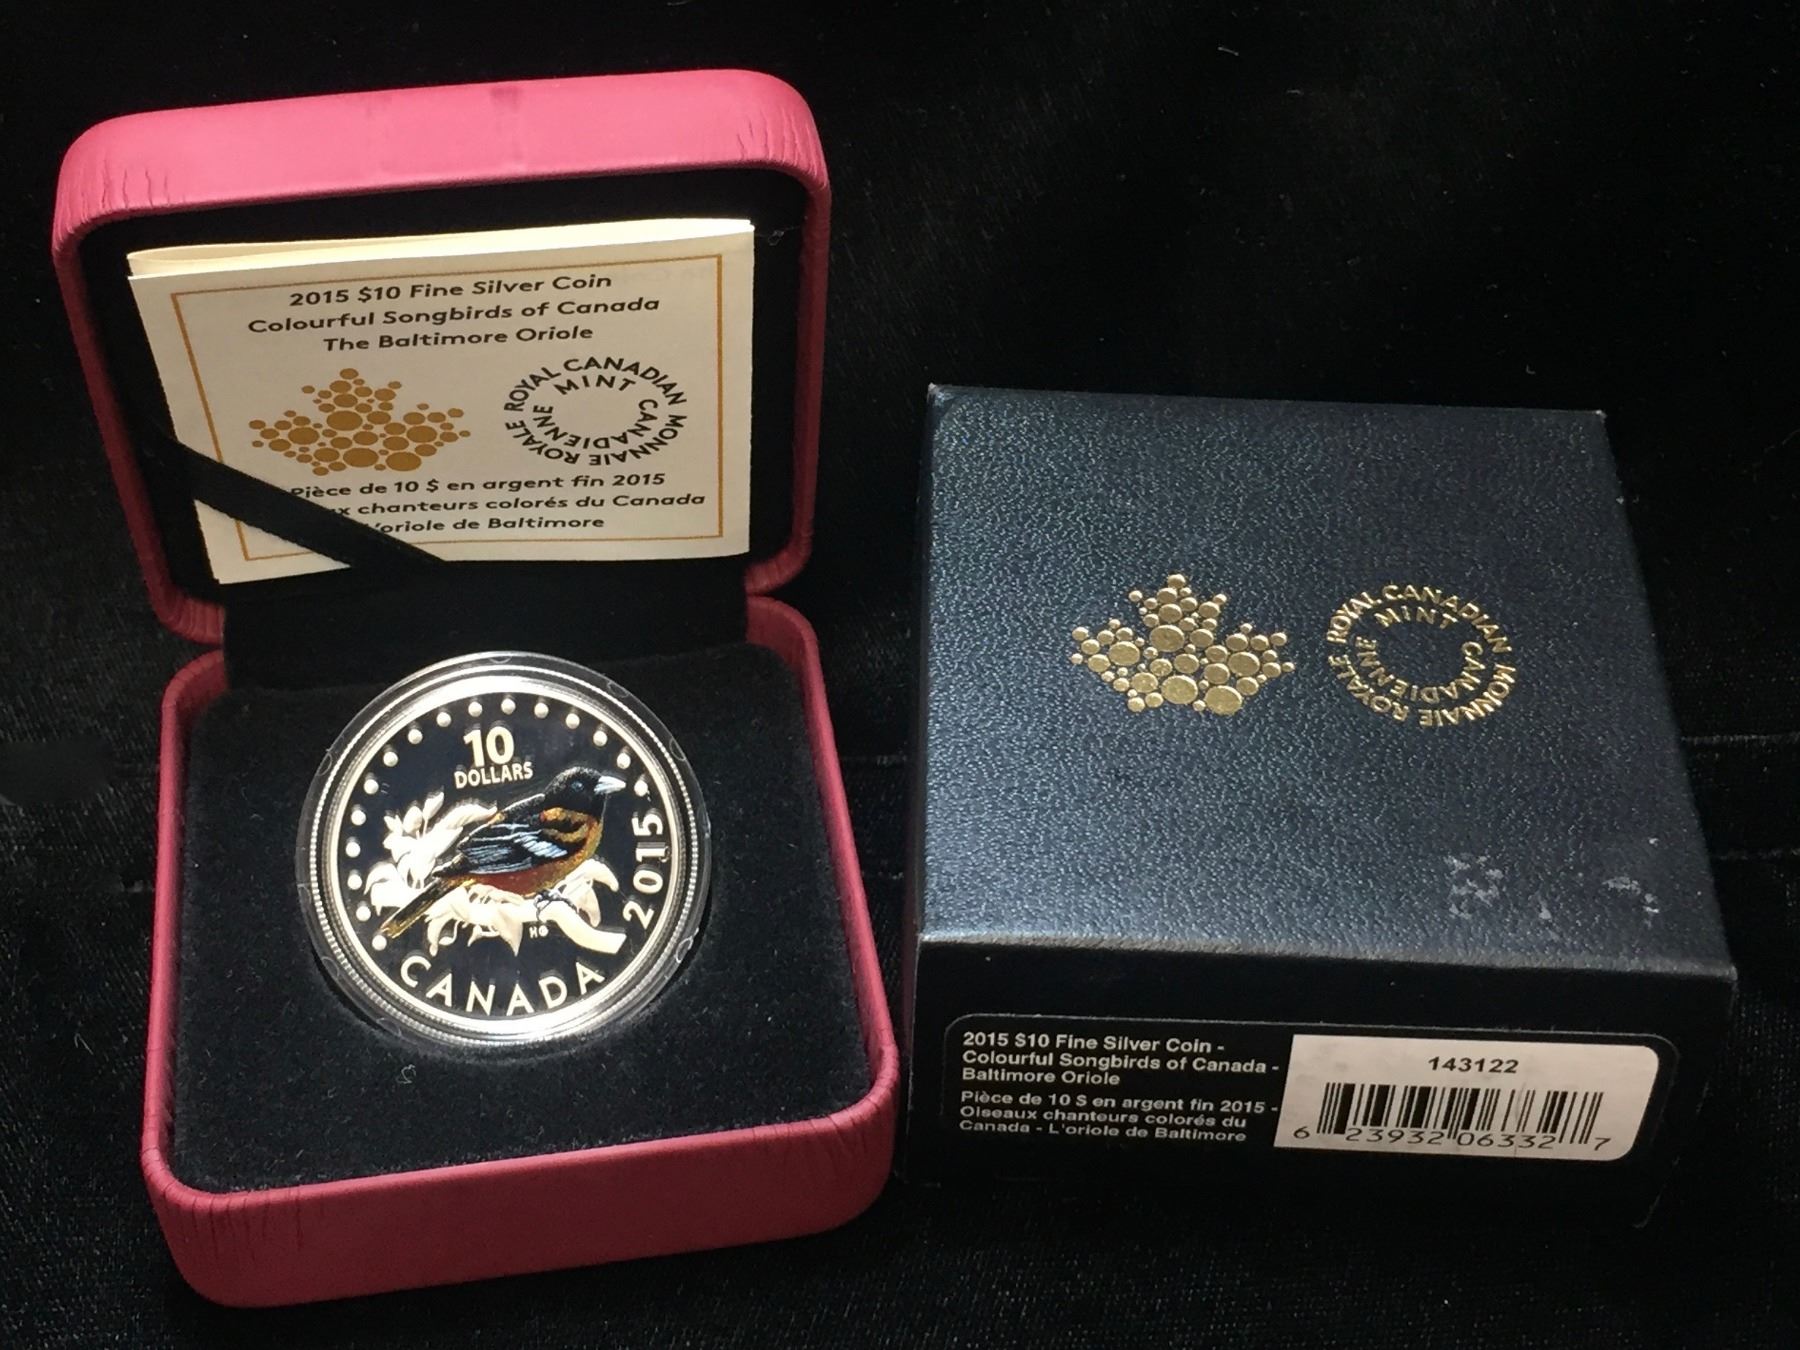 2015 $10 Fine Silver Coin
Colourful Songbirds of Canada
The Baltimore Oriole
ROYAL CANADIAN MINT
MONNAIE ROYALE CANADIENNE
Pièce de 10 $ en argent fin 2015
chanteurs colorés du Canada
L'oriole de Baltimore
10
DOLLARS
2015
HC
CANADA
ROYAL CANADIAN MINT
MONNAIE ROYALE CANADIENNE
2015 $10 Fine Silver Coin -
Colourful Songbirds of Canada -
Baltimore Oriole
Pièce de 10 $ en argent fin 2015 -
Oiseaux chanteurs colorés du
Canada - L'oriole de Baltimore
143122
6 23932 06332 7